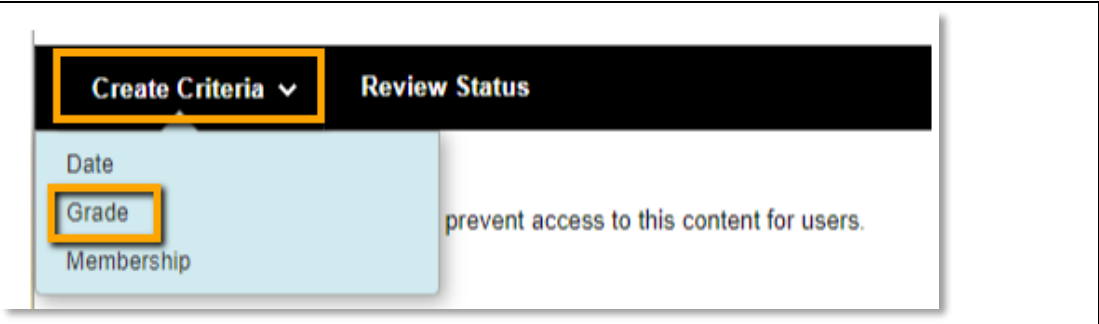 Create Criteria Review Status
Date
Grade
prevent access to this content for users.
Membership